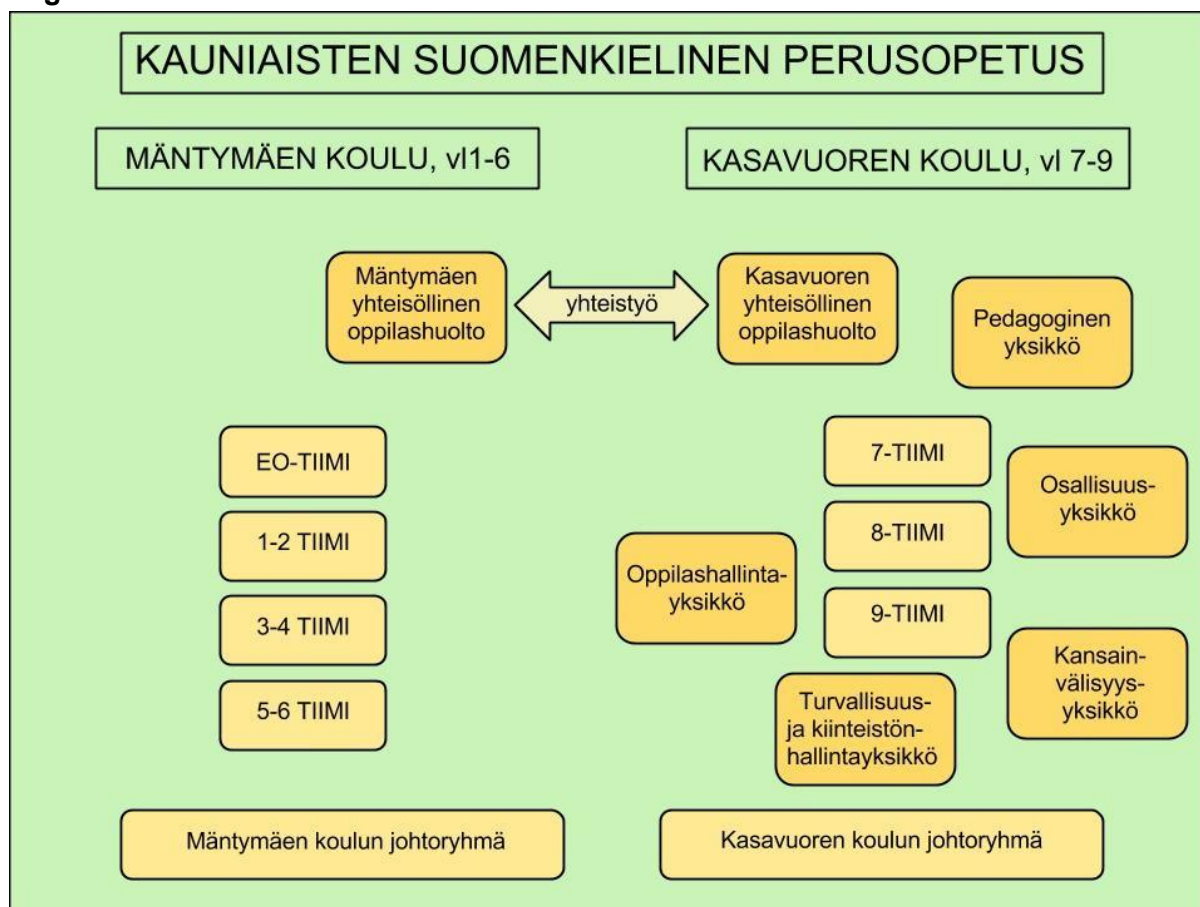 KAUNIAISTEN SUOMENKIELINEN PERUSOPETUS
MÄNTYMÄEN KOULU, vl1-6
KASAVUOREN KOULU, vl 7-9
Mäntymäen
yhteisöllinen
oppilashuolto
yhteistyö
Kasavuoren
yhteisöllinen
oppilashuolto
Pedagoginen
yksikkö
EO-TIIMI
1-2 TIIMI
3-4 TIIMI
5-6 TIIMI
7-TIIMI
8-TIIMI
9-TIIMI
Osallisuus-
yksikkö
Oppilashallinta-
yksikkö
Kansain-
välisyys-
yksikkö
Turvallisuus-
ja kiinteistön-
hallintayksikkö
Mäntymäen koulun johtoryhmä
Kasavuoren koulun johtoryhmä